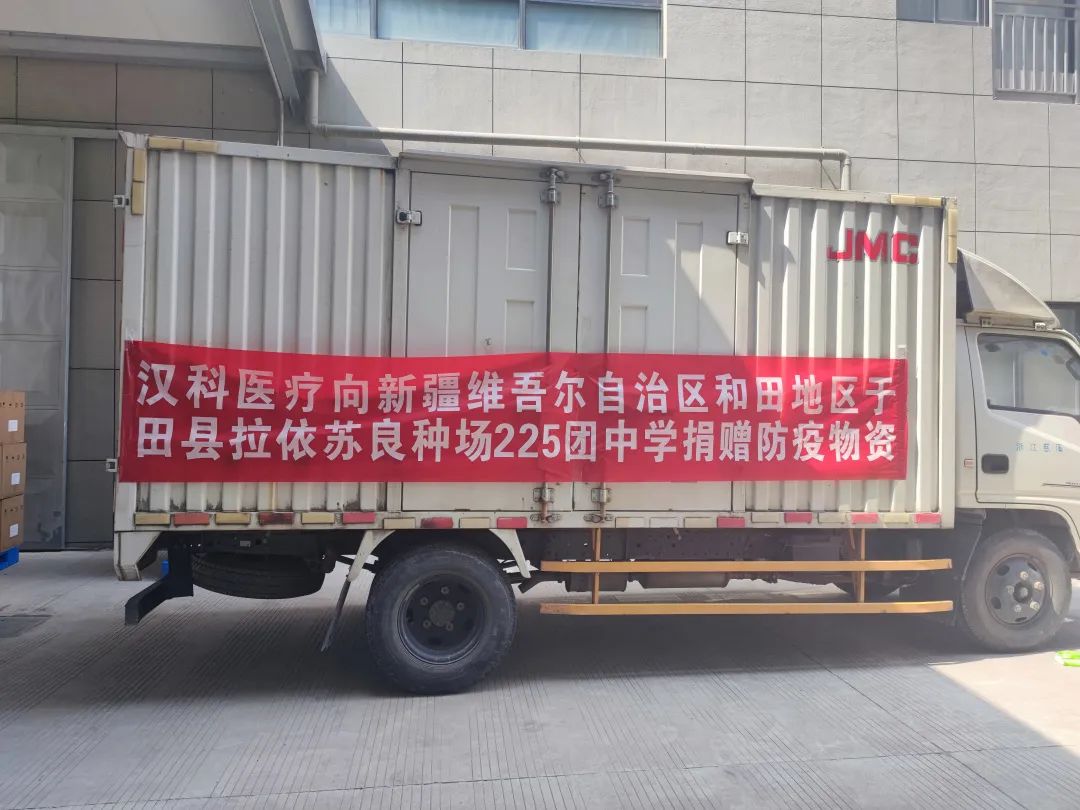 JMC
汉科医疗向新疆维吾尔自治区和田地区于
田县拉依苏良种场225团中学捐赠防疫物资